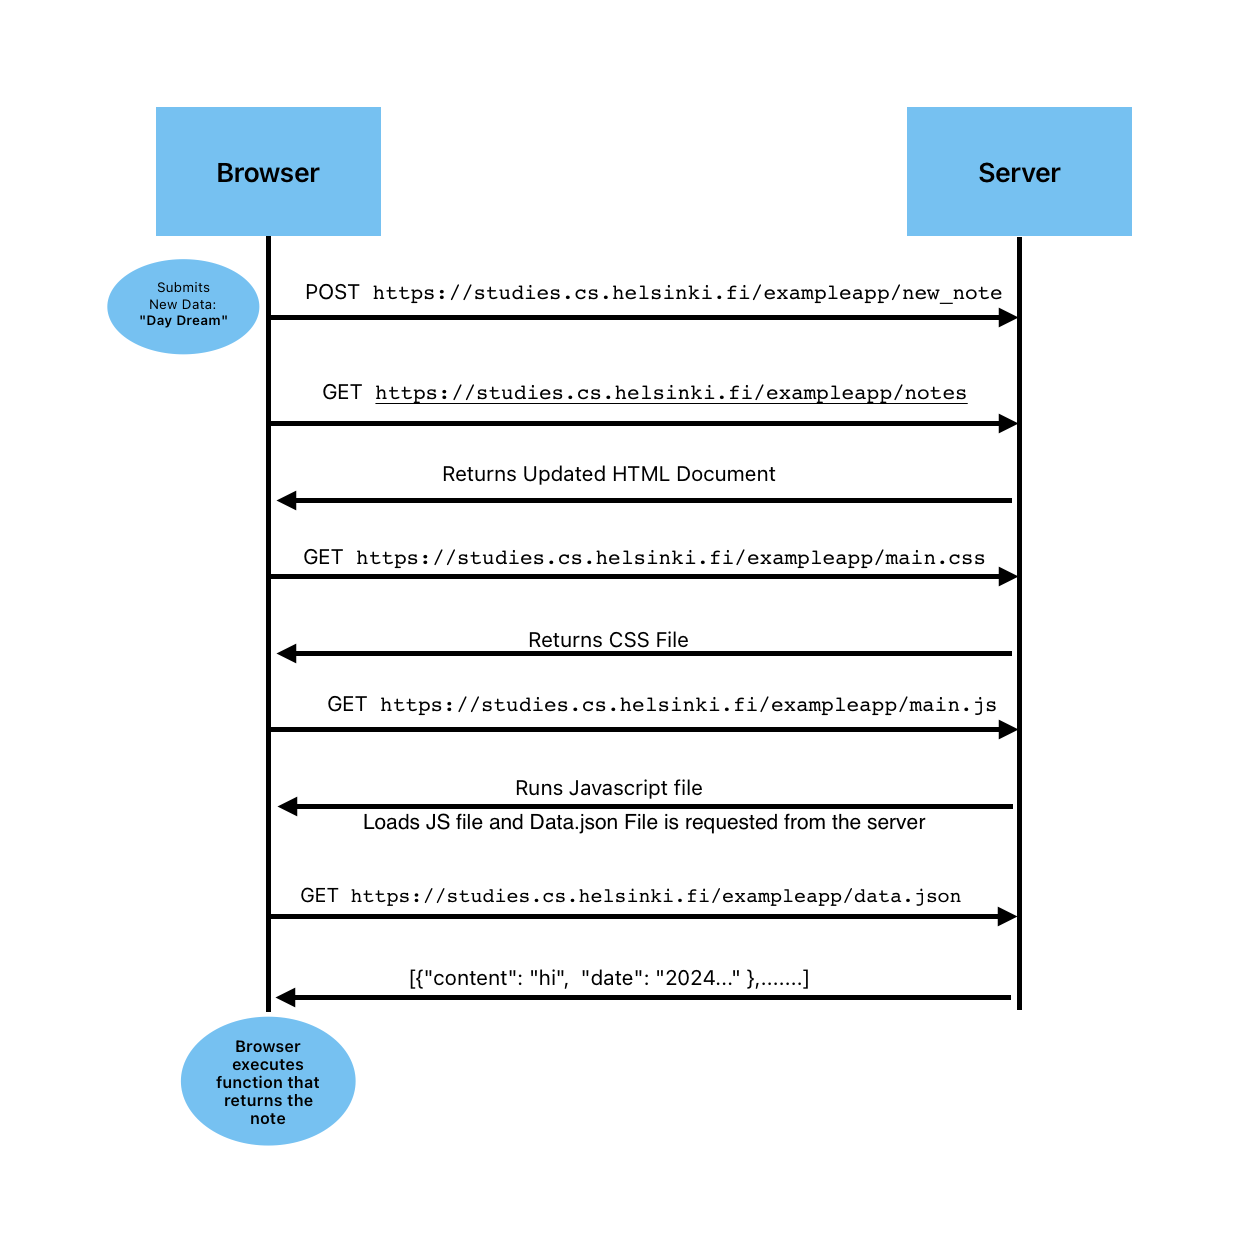 Browser
Server
Submits
New Data:
"Day Dream"
POST https://studies.cs.helsinki.fi/exampleapp/new_note
GET https://studies.cs.helsinki.fi/exampleapp/notes
Returns Updated HTML Document
GET https://studies.cs.helsinki.fi/exampleapp/main.css
Returns CSS File
GET https://studies.cs.helsinki.fi/exampleapp/main.js
Runs Javascript file
Loads JS file and Data.json File is requested from the server
GET https://studies.cs.helsinki.fi/exampleapp/data.json
[{"content": "hi", "date": "2024..." },.......]
Browser
executes
function that
returns the
note